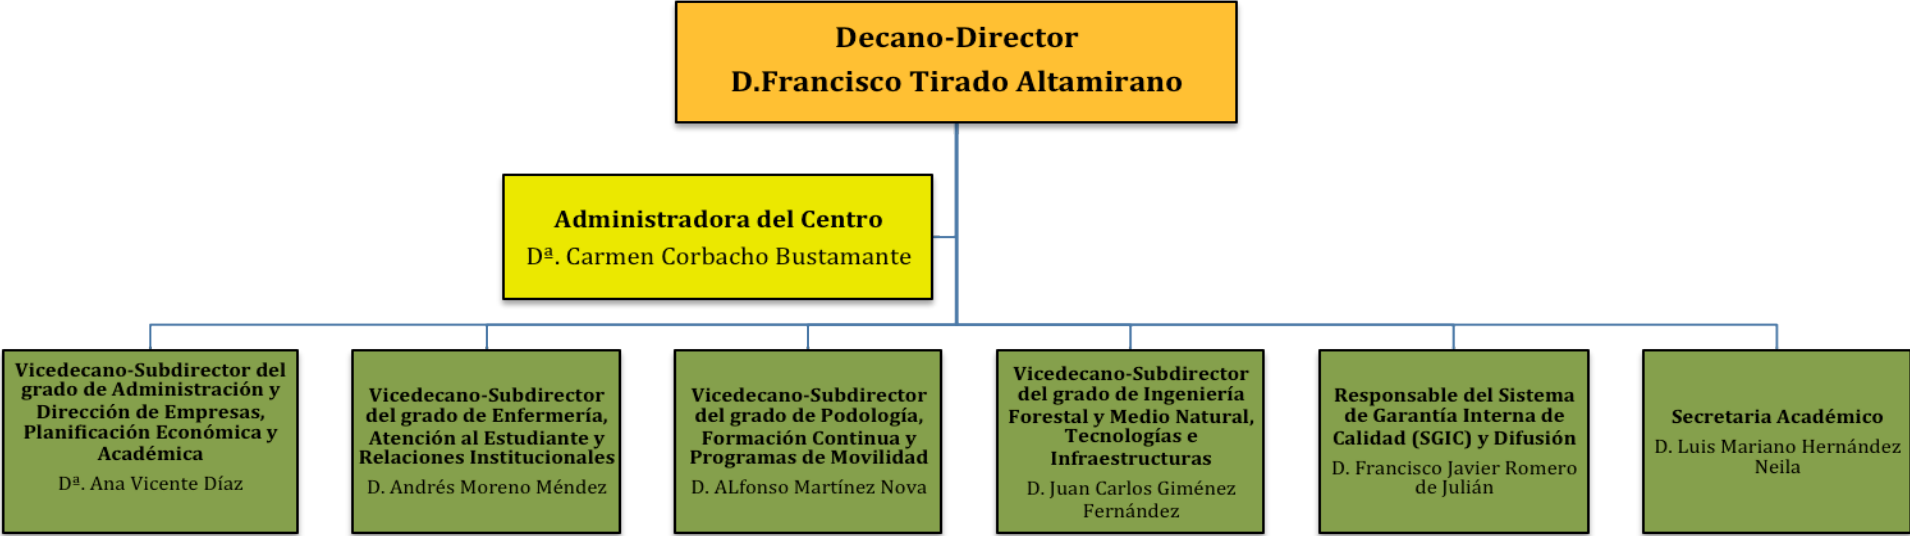 Decano-Director
D.Francisco Tirado Altamirano
Administradora del Centro
Dª. Carmen Corbacho Bustamante
Vicedecano-Subdirector del
grado de Administración y
Dirección de Empresas,
Planificación Económica y
Académica
Dª. Ana Vicente Díaz
Vicedecano-Subdirector
del grado de Enfermería,
Atención al Estudiante y
Relaciones Institucionales
D. Andrés Moreno Méndez
Vicedecano-Subdirector
del grado de Podología,
Formación Continua y
Programas de Movilidad
D. ALfonso Martínez Nova
Vicedecano-Subdirector
del grado de Ingeniería
Forestal y Medio Natural,
Tecnologías e
Infraestructuras
D. Juan Carlos Giménez
Fernández
Responsable del Sistema
de Garantía Interna de
Calidad (SGIC) y Difusión
D. Francisco Javier Romero
de Julián
Secretaria Académico
D. Luis Mariano Hernández
Neila